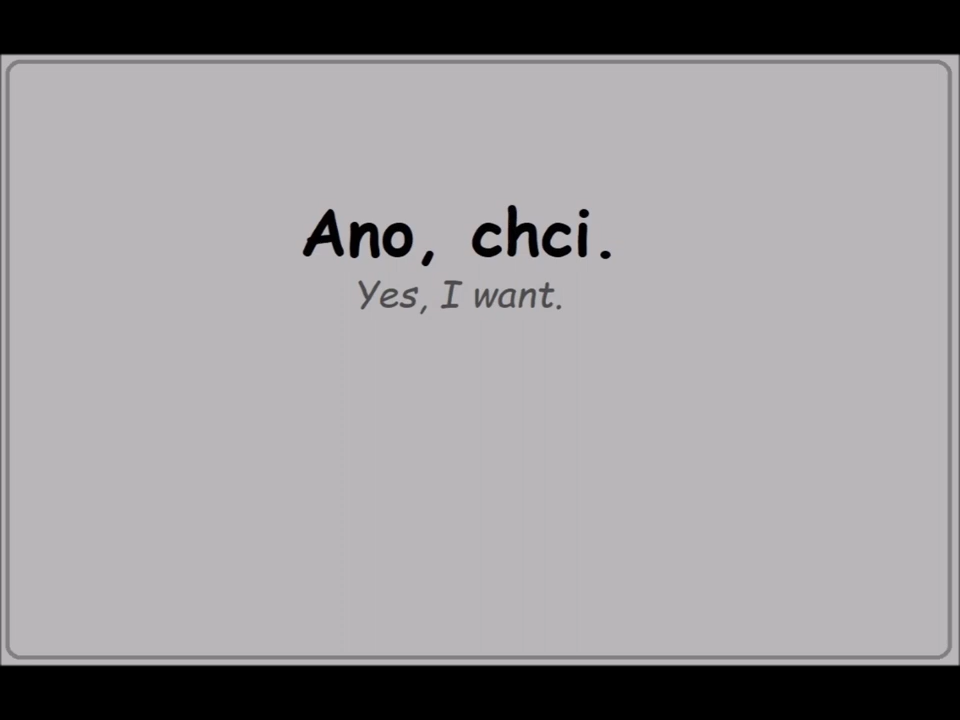 Ano, chci.
Yes, I want.